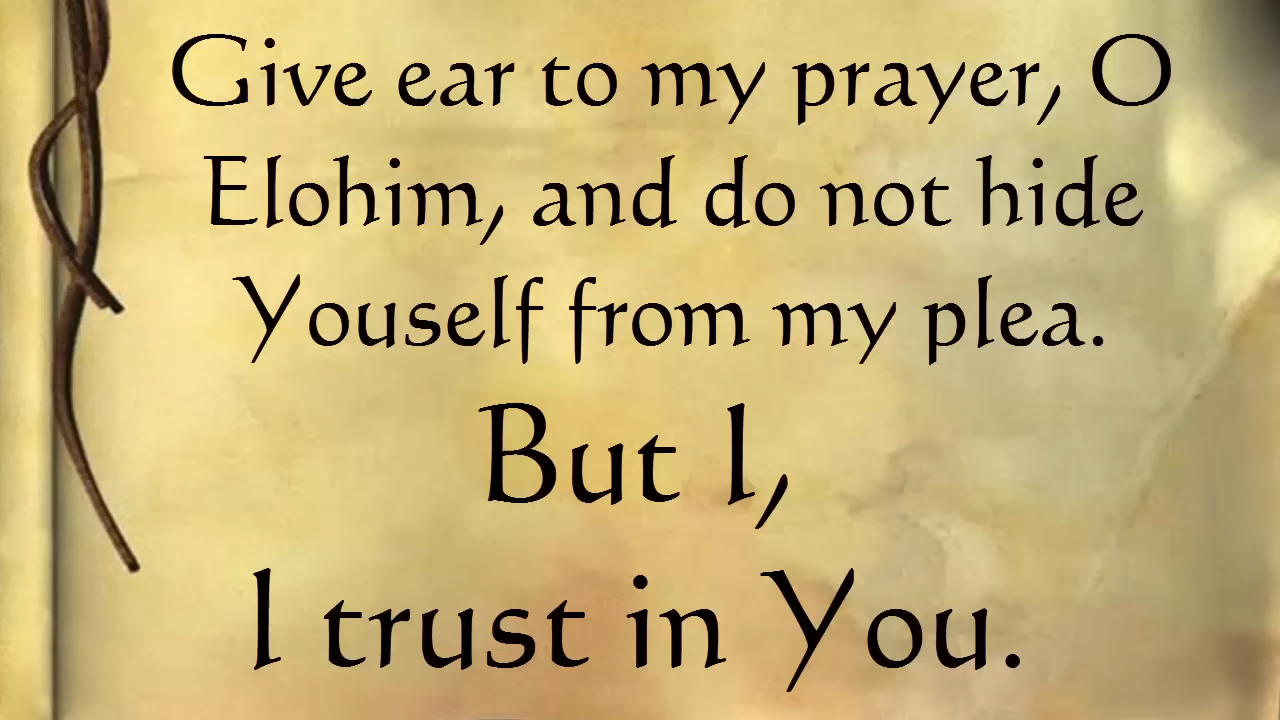 Give ear to my prayer, O
Elohim, and do not hide
Youself from my plea.
But I,
I trust in You.